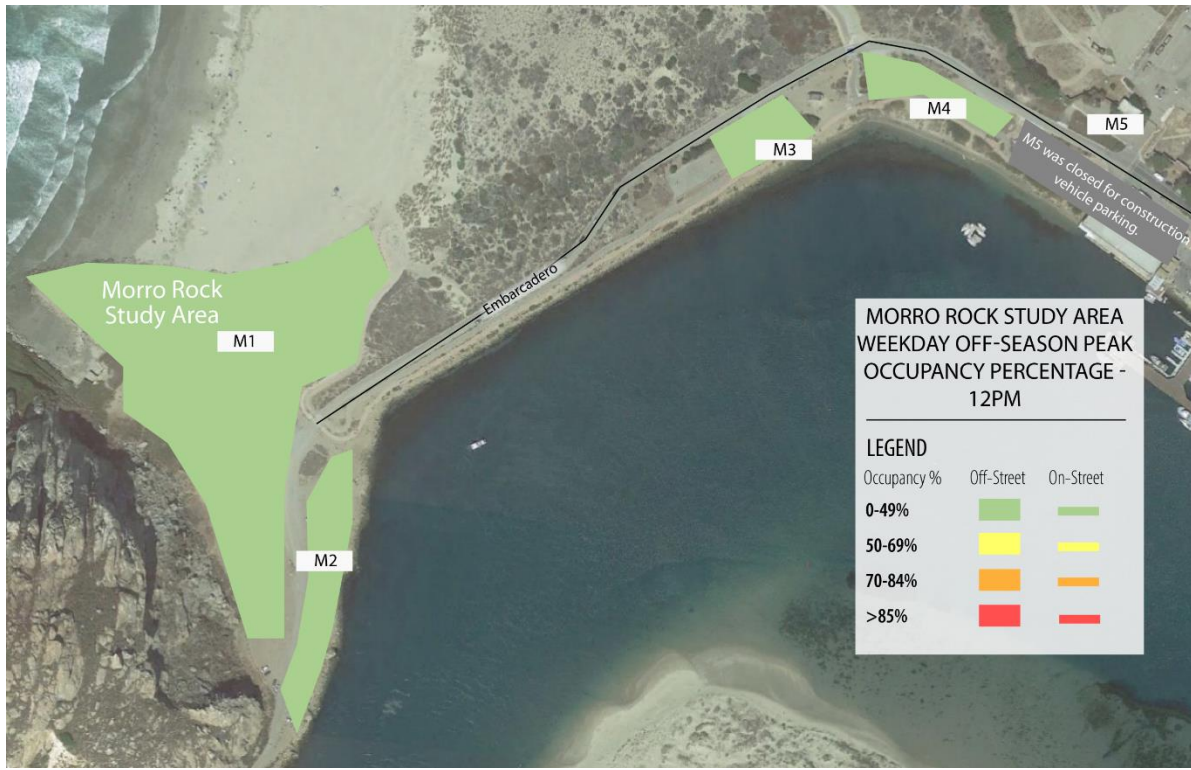 M5
M4
M3
M5 was closed for construction
vehicle parking.
Embarcadero
Morro Rock
Study Area
M1
M2
MORRO ROCK STUDY AREA
WEEKDAY OFF-SEASON PEAK
OCCUPANCY PERCENTAGE -
12PM
LEGEND
Occupancy % Off-Street On-Street
0-49%
50-69%
70-84%
>85%